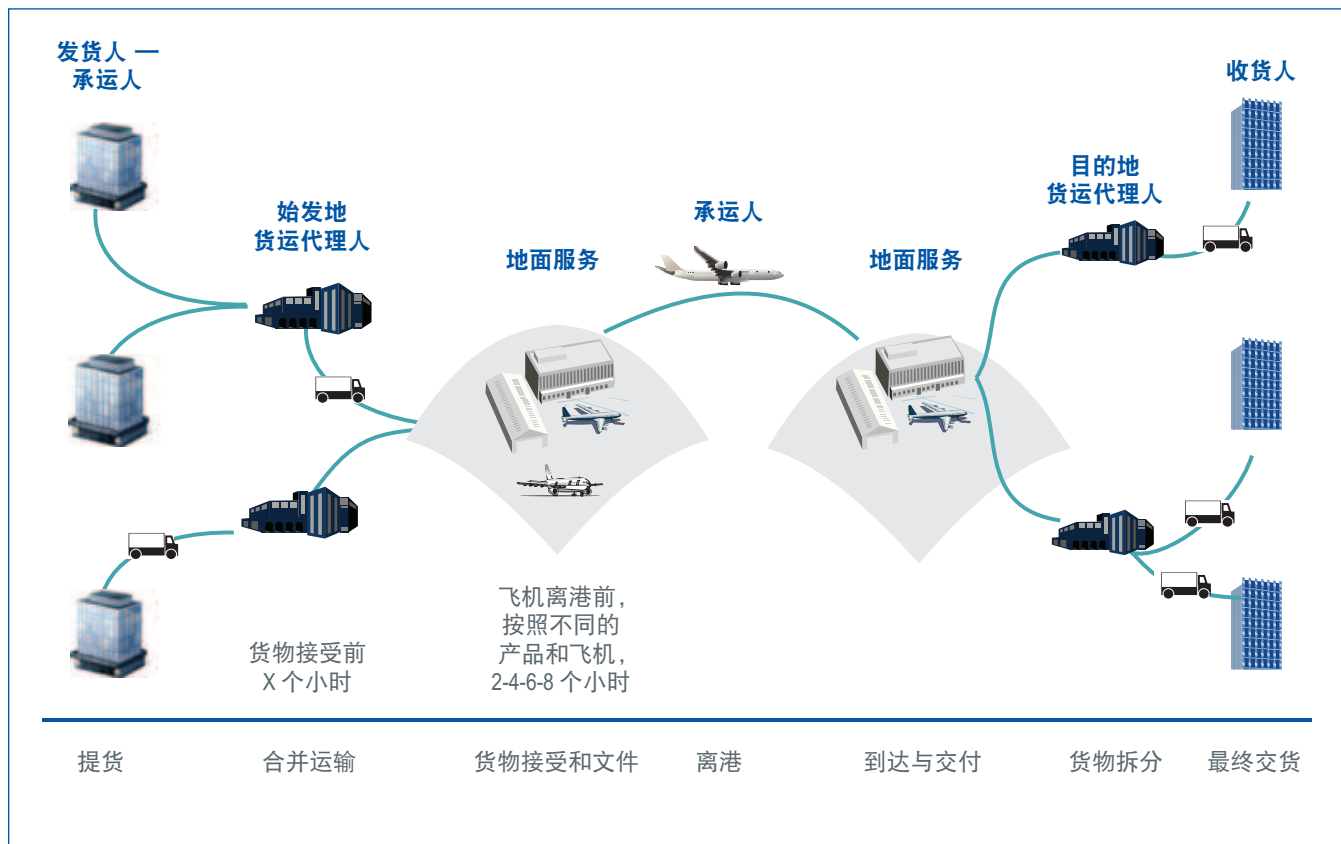 发货人 —
承运人
收货人
目的地
货运代理人
始发地
货运代理人
承运人
地面服务
地面服务
飞机离港前，
按照不同的
产品和飞机，
2-4-6-8 个小时
货物接受前
X 个小时
提货
合并运输
货物接受和文件
离港
到达与交付
货物拆分
最终交货